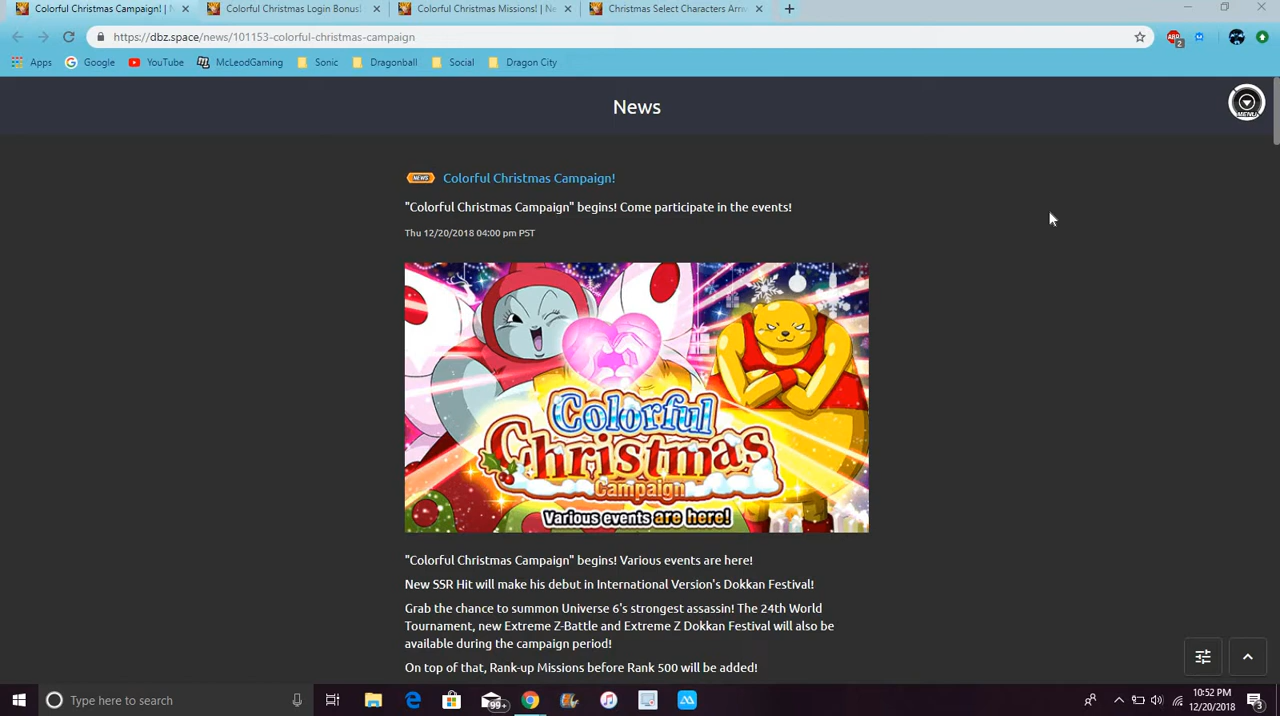 Colorful Christmas Campaign! | N
Colorful Christmas Login Bonus!
Colorful Christmas Missions! | Ne
Christmas Select Characters Arriv
https://dbz.space/news/101153-colorful-christmas-campaign
ABP
2
Apps
Google
YouTube
McLeodGaming
Sonic
Dragonball
Social
Dragon City
News
MENU
NEWS
Colorful Christmas Campaign!
"Colorful Christmas Campaign" begins! Come participate in the events!
Thu 12/20/2018 04:00 pm PST
Colorful
Christmas
Campaign
Various events are here!
"Colorful Christmas Campaign" begins! Various events are here!
New SSR Hit will make his debut in International Version's Dokkan Festival!
Grab the chance to summon Universe 6's strongest assassin! The 24th World
Tournament, new Extreme Z-Battle and Extreme Z Dokkan Festival will also be
available during the campaign period!
On top of that, Rank-up Missions before Rank 500 will be added!
Type here to search
99+
10:52 PM
12/20/2018
3